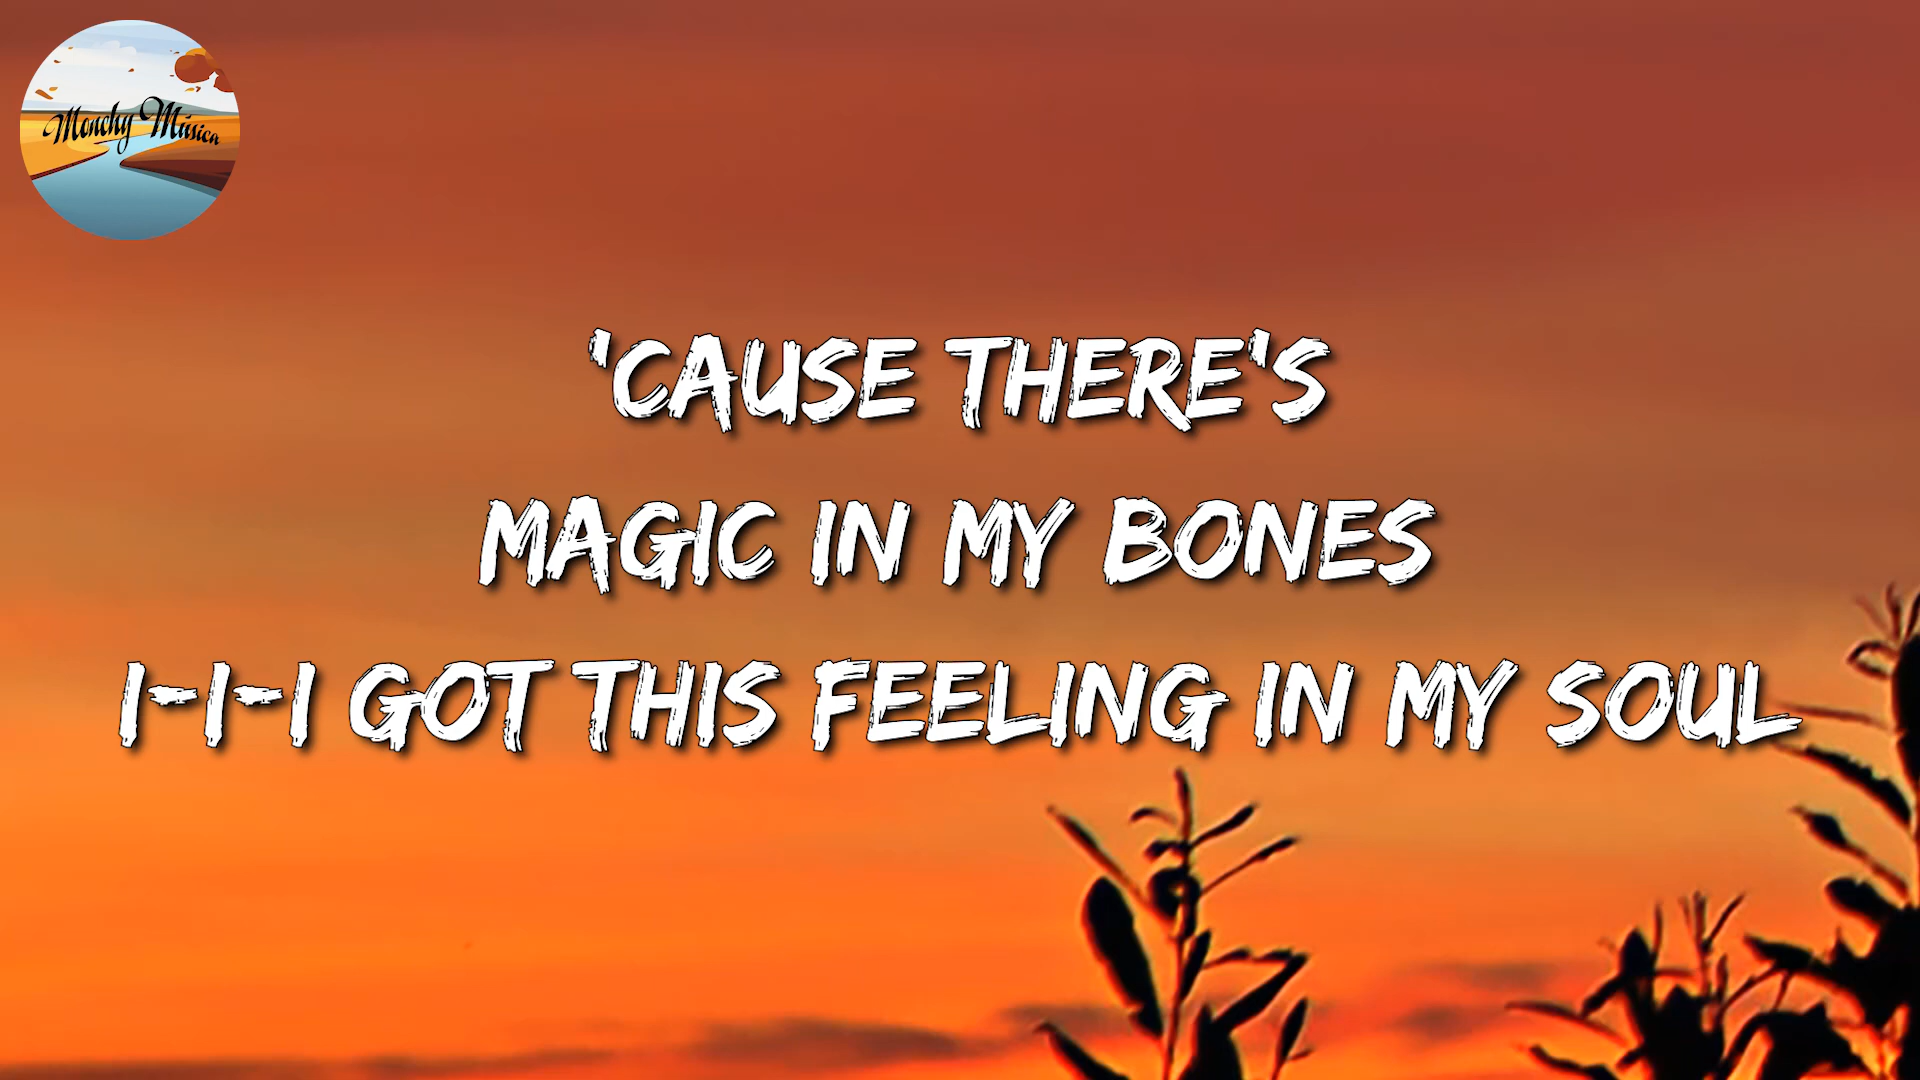 Monchy Música
'CAUSE THERE'S
MAGIC IN MY BONES
I-I-I GOT THIS FEELING IN MY SOUL